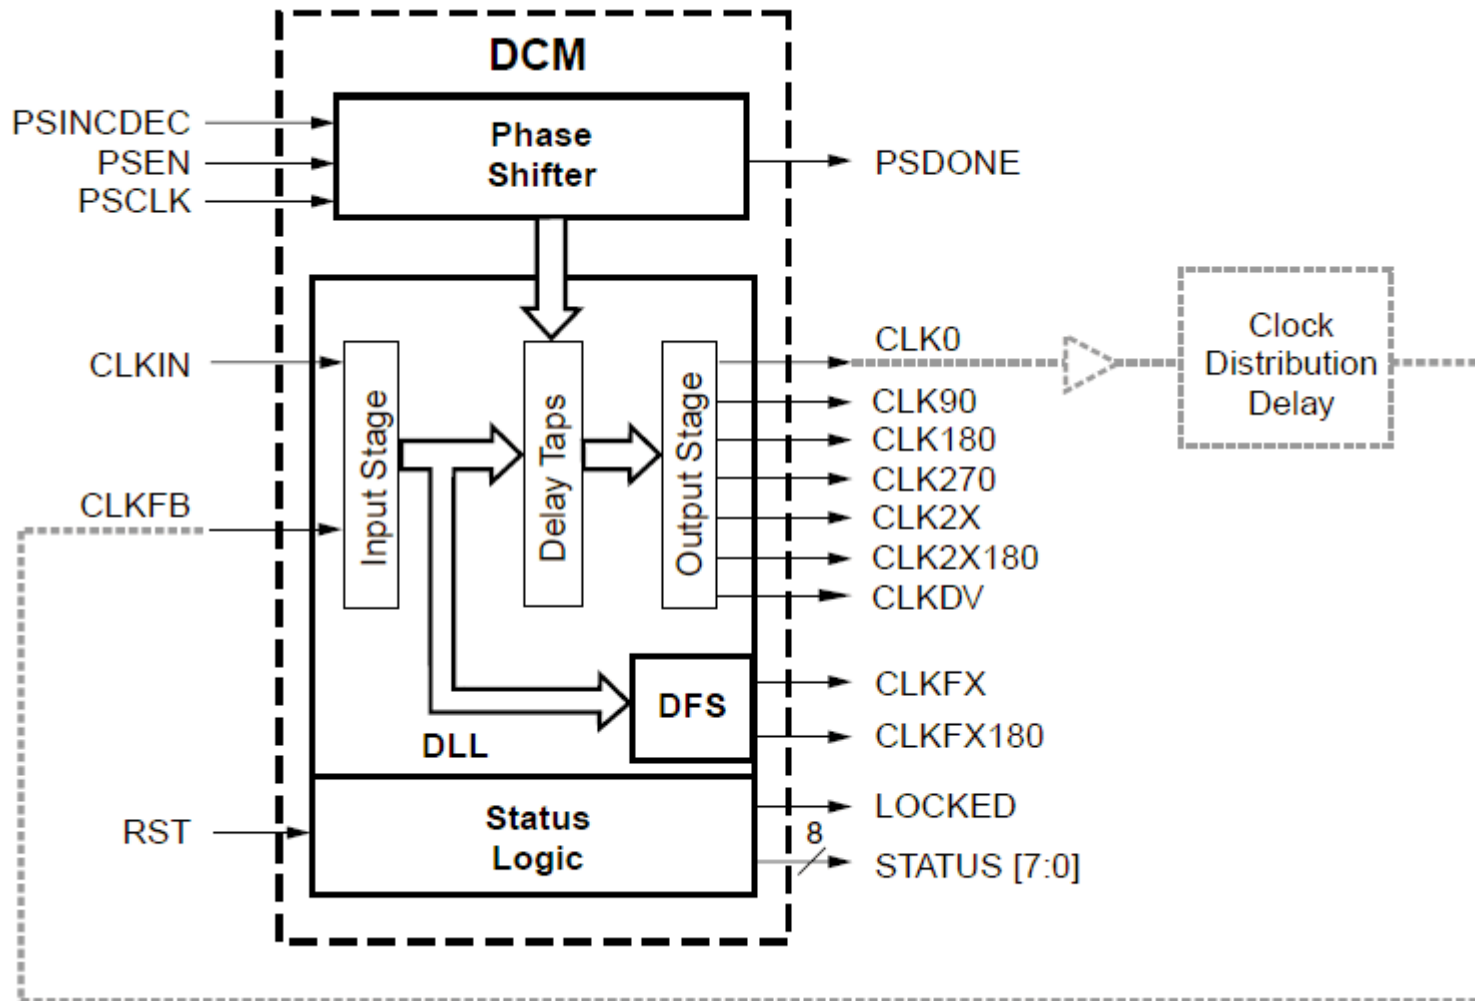 DCM
PSINCDEC
PSEN
PSCLK
Phase
Shifter
PSDONE
CLKIN
CLKFB
Input Stage
Delay Taps
Output Stage
CLK0
CLK90
CLK180
CLK270
CLK2X
CLK2X180
CLKDV
Clock
Distribution
Delay
DFS
CLKFX
CLKFX180
DLL
RST
Status
Logic
LOCKED
8
STATUS [7:0]